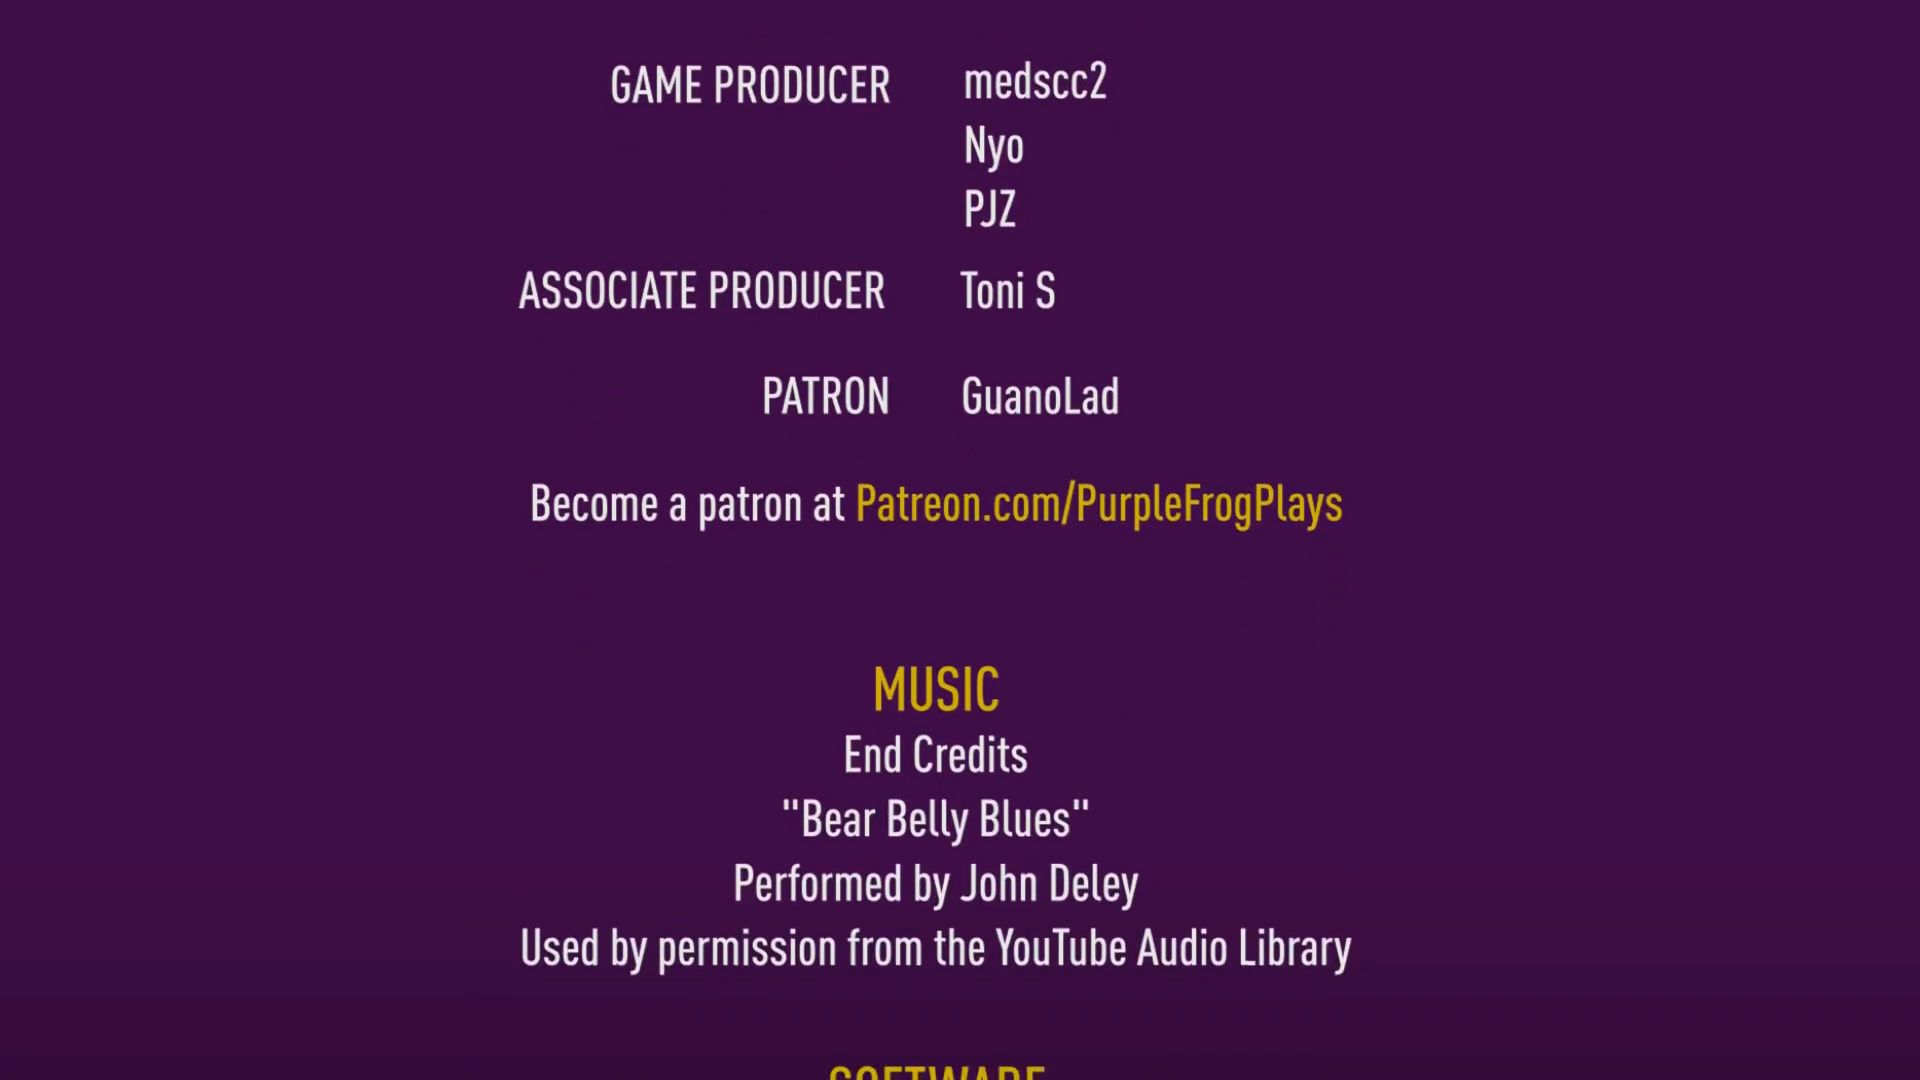 GAME PRODUCER medscc2
Nyo
PJZ
ASSOCIATE PRODUCER Toni S
PATRON GuanoLad
Become a patron at Patreon.com/PurpleFrogPlays
MUSIC
End Credits
"Bear Belly Blues"
Performed by John Deley
Used by permission from the YouTube Audio Library
SOFTWARE